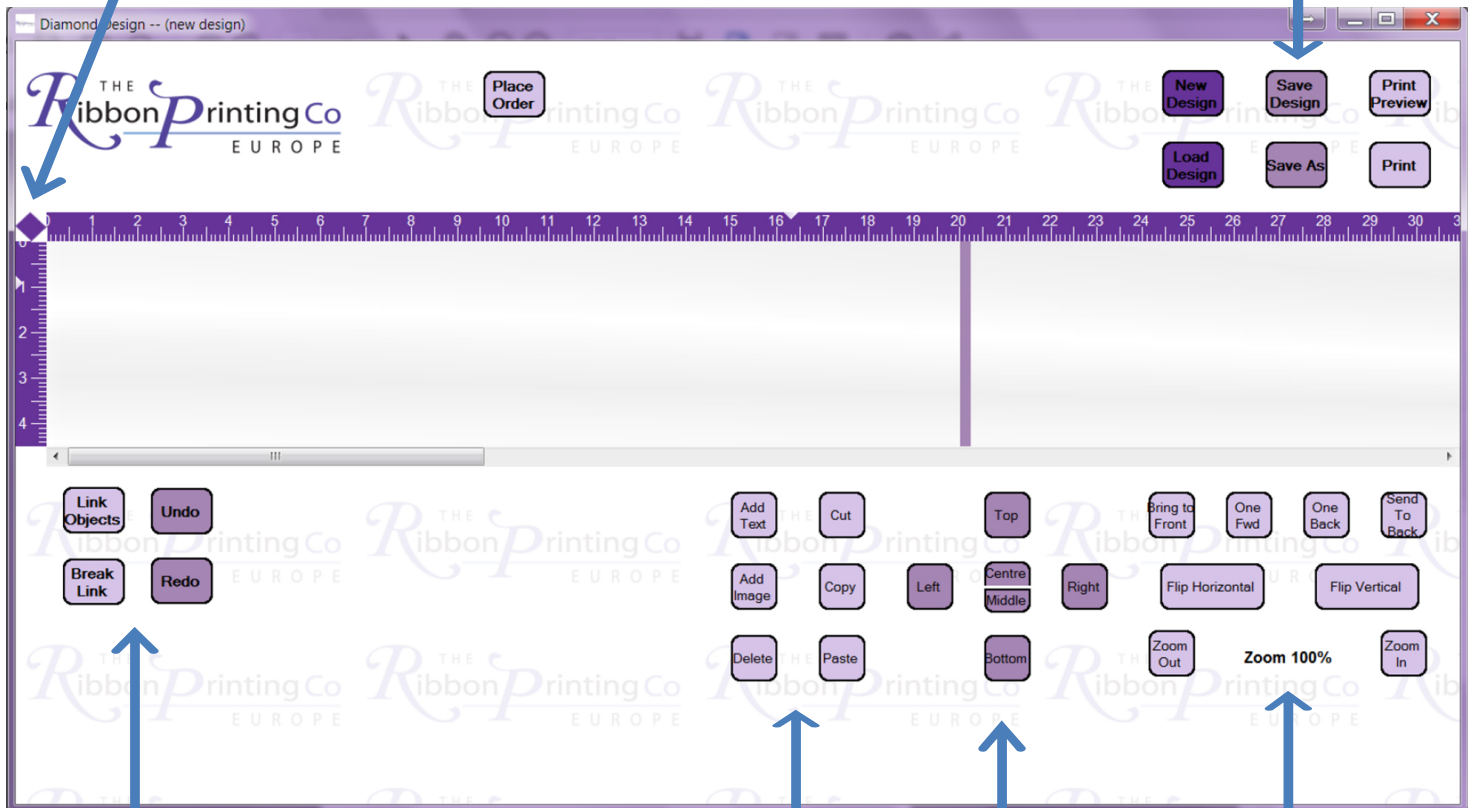 Diamond Design -- (new design)
THE
Ribbon Printing Co
EUROPE
Place
Order
New
Design
Save
Design
Print
Preview
Load
Design
Save As
Print
0 1 2 3 4 5 6 7 8 9 10 11 12 13 14 15 16 17 18 19 20 21 22 23 24 25 26 27 28 29 30 3
0
1
2
3
4
Link
Objects
Undo
Break
Link
Redo
Add
Text
Cut
Add
Image
Copy
Delete
Paste
Top
Left
Centre
Middle
Right
Bottom
Bring to
Front
One
Fwd
One
Back
Send
To
Back
Flip Horizontal
Flip Vertical
Zoom
Out
Zoom 100%
Zoom
In